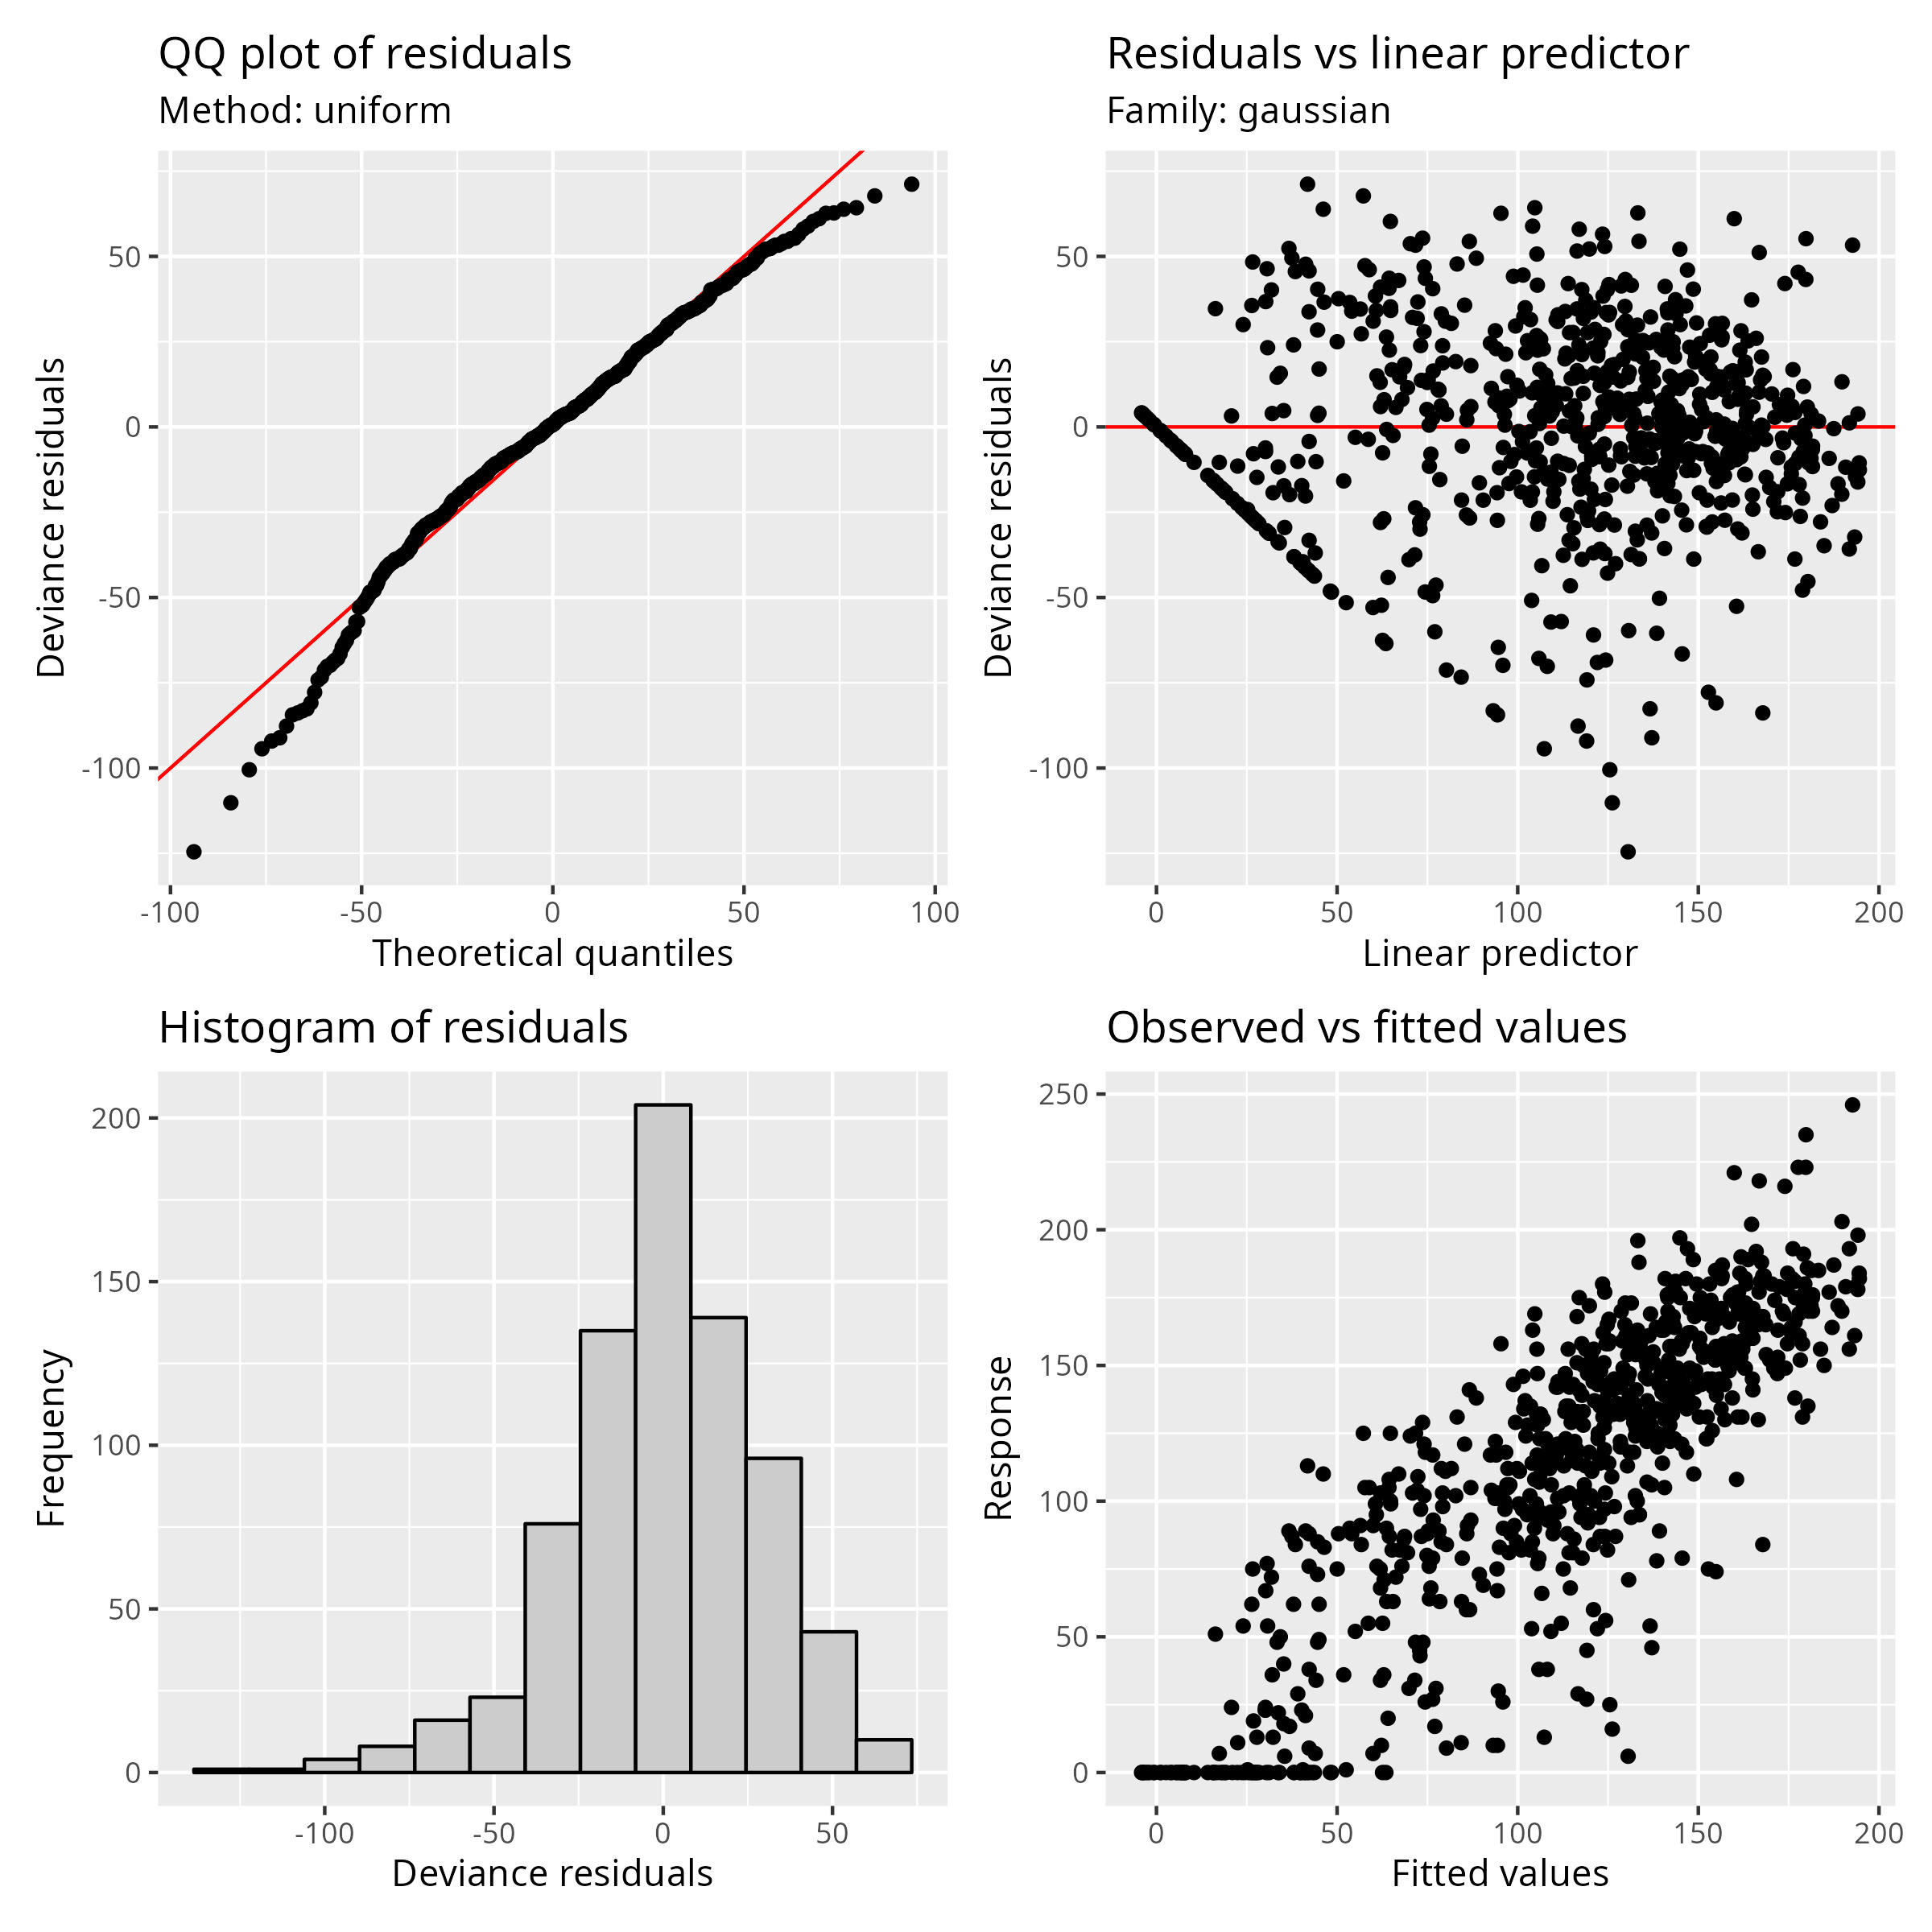 QQ plot of residuals
Method: uniform
50
0
-50
-100
Deviance residuals
-100
-50
0
50
100
Theoretical quantiles
Residuals vs linear predictor
Family: gaussian
50
0
-50
-100
Deviance residuals
0
50
100
150
200
Linear predictor
Histogram of residuals
200
150
100
50
0
Frequency
-100
-50
0
50
Deviance residuals
Observed vs fitted values
250
200
150
100
50
0
Response
0
50
100
150
200
Fitted values